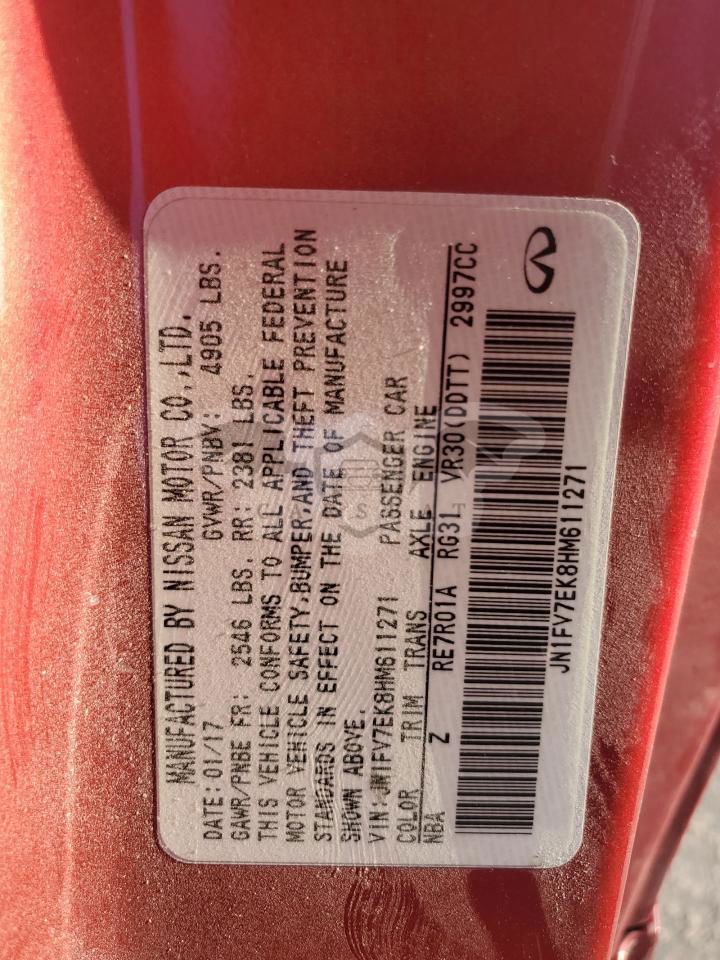 MANUFACTURED BY NISSAN MOTOR CO.,LTD.
DATE: 01/17 GVWR/PNBV: 4905 LBS.
GAWR/PNBE FR: 2546 LBS. RR: 2381 LBS.
THIS VEHICLE CONFORMS TO ALL APPLICABLE FEDERAL
MOTOR VEHICLE SAFETY,BUMPER,AND THEFT PREVENTION
STANDARDS IN EFFECT ON THE DATE OF MANUFACTURE
SHOWN ABOVE.
VIN:JN1FV7EK8HM611271 PASSENGER CAR
COLOR TRIM TRANS AXLE ENGINE
NBA Z RE7R01A RG31 VR30(DDTT) 2997CC
JN1FV7EK8HM611271